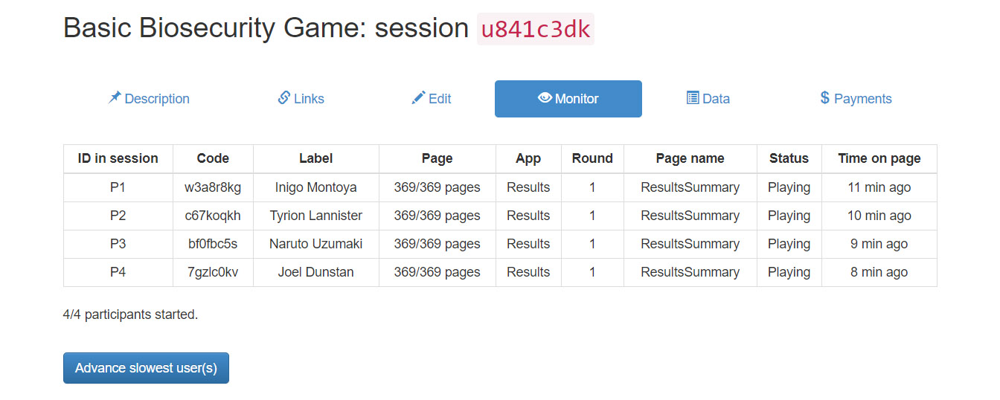 Basic Biosecurity Game: session u841c3dk
Description Links Edit Monitor Data $ Payments
ID in session Code Label Page App Round Page name Status Time on page
P1 w3a8r8kg Inigo Montoya 369/369 pages Results 1 ResultsSummary Playing 11 min ago
P2 c67koqkh Tyrion Lannister 369/369 pages Results 1 ResultsSummary Playing 10 min ago
P3 bf0fbc5s Naruto Uzumaki 369/369 pages Results 1 ResultsSummary Playing 9 min ago
P4 7gzlc0kv Joel Dunstan 369/369 pages Results 1 ResultsSummary Playing 8 min ago
4/4 participants started.
Advance slowest user(s)